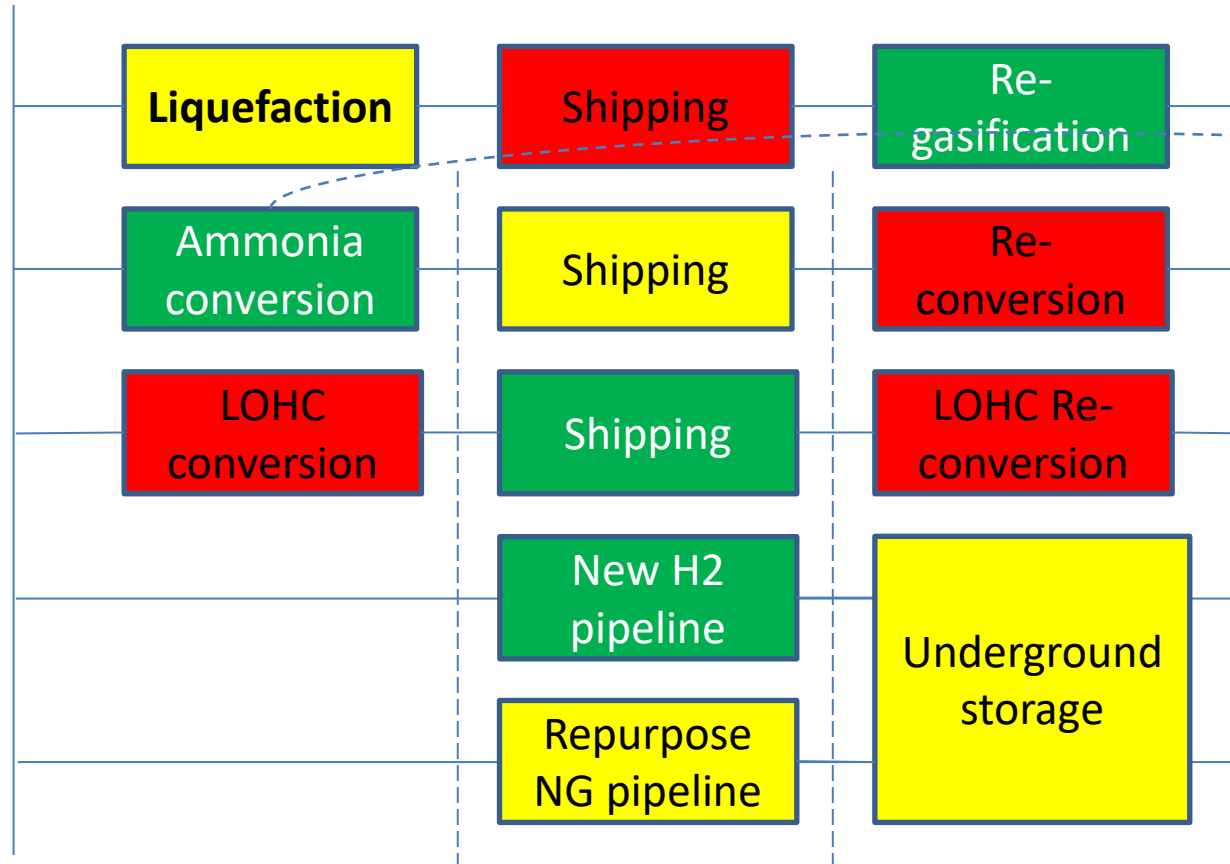 Liquefaction
Shipping
Re-
gasification
Ammonia
conversion
Shipping
Re-
conversion
LOHC
conversion
Shipping
LOHC Re-
conversion
New H2
pipeline
Underground
storage
Repurpose
NG pipeline